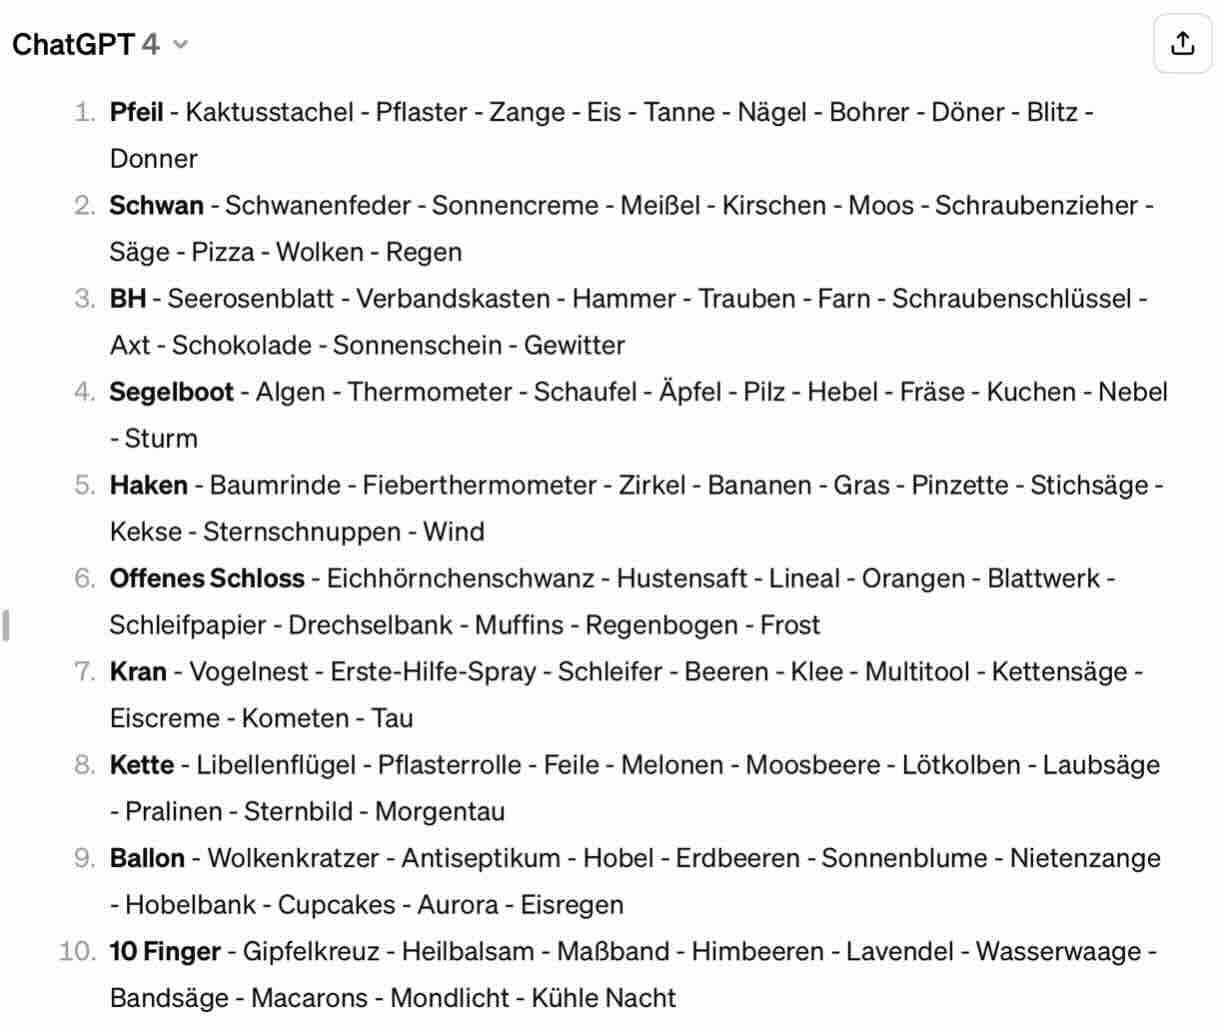 ChatGPT 4
1. Pfeil - Kaktusstachel - Pflaster - Zange - Eis - Tanne - Nägel - Bohrer - Döner - Blitz -
Donner
2. Schwan - Schwanenfeder - Sonnencreme - Meißel - Kirschen - Moos - Schraubenzieher -
Säge - Pizza - Wolken - Regen
3. BH - Seerosenblatt - Verbandskasten - Hammer - Trauben - Farn - Schraubenschlüssel -
Axt - Schokolade - Sonnenschein - Gewitter
4. Segelboot - Algen - Thermometer - Schaufel - Äpfel - Pilz - Hebel - Fräse - Kuchen - Nebel
- Sturm
5. Haken - Baumrinde - Fieberthermometer - Zirkel - Bananen - Gras - Pinzette - Stichsäge -
Kekse - Sternschnuppen - Wind
6. Offenes Schloss - Eichhörnchenschwanz - Hustensaft - Lineal - Orangen - Blattwerk -
Schleifpapier - Drechselbank - Muffins - Regenbogen - Frost
7. Kran - Vogelnest - Erste-Hilfe-Spray - Schleifer - Beeren - Klee - Multitool - Kettensäge -
Eiscreme - Kometen - Tau
8. Kette - Libellenflügel - Pflasterrolle - Feile - Melonen - Moosbeere - Lötkolben - Laubsäge
- Pralinen - Sternbild - Morgentau
9. Ballon - Wolkenkratzer - Antiseptikum - Hobel - Erdbeeren - Sonnenblume - Nietenzange
- Hobelbank - Cupcakes - Aurora - Eisregen
10. 10 Finger - Gipfelkreuz - Heilbalsam - Maßband - Himbeeren - Lavendel - Wasserwaage -
Bandsäge - Macarons - Mondlicht - Kühle Nacht